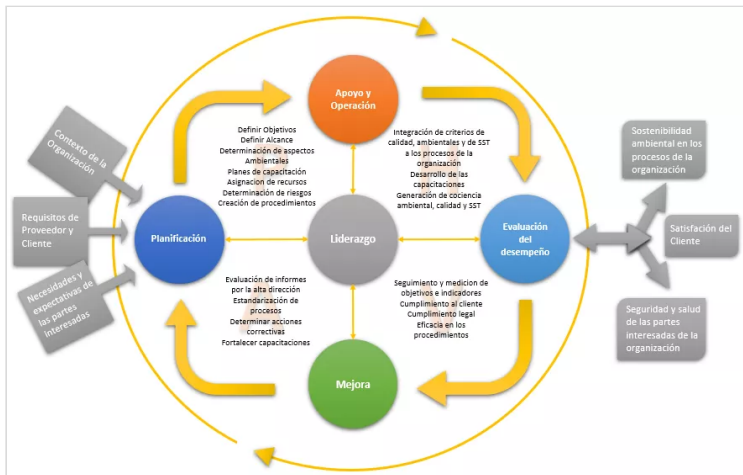 Contexto de la
Organización
Requisitos de
Proveedor y
Cliente
Necesidades y
expectativas de
las partes
interesadas
Planificación
Apoyo y
Operación
Definir Objetivos
Definir Alcance
Determinación de aspectos
Ambientales
Planes de capacitación
Asignacion de recursos
Determinación de riesgos
Creación de procedimientos
P
Integración de criterios de
calidad, ambientales y de SST
a los procesos de la
organización
Desarrollo de las
capacitaciones
Generación de cociencia
ambiental, calidad y SST
H
Liderazgo
Evaluación
del
desempeño
Evaluación de informes
por la alta dirección
Estandarización de
procesos
Determinar acciones
correctivas
Fortalecer capacitaciones
A
Seguimiento y medicion de
objetivos e indicadores
Cumplimiento al cliente
Cumplimiento legal
Eficacia en los
procedimientos
V
Mejora
Sostenibilidad
ambiental en los
procesos de la
organización
Satisfacción del
Cliente
Seguridad y salud
de las partes
interesadas de la
organización